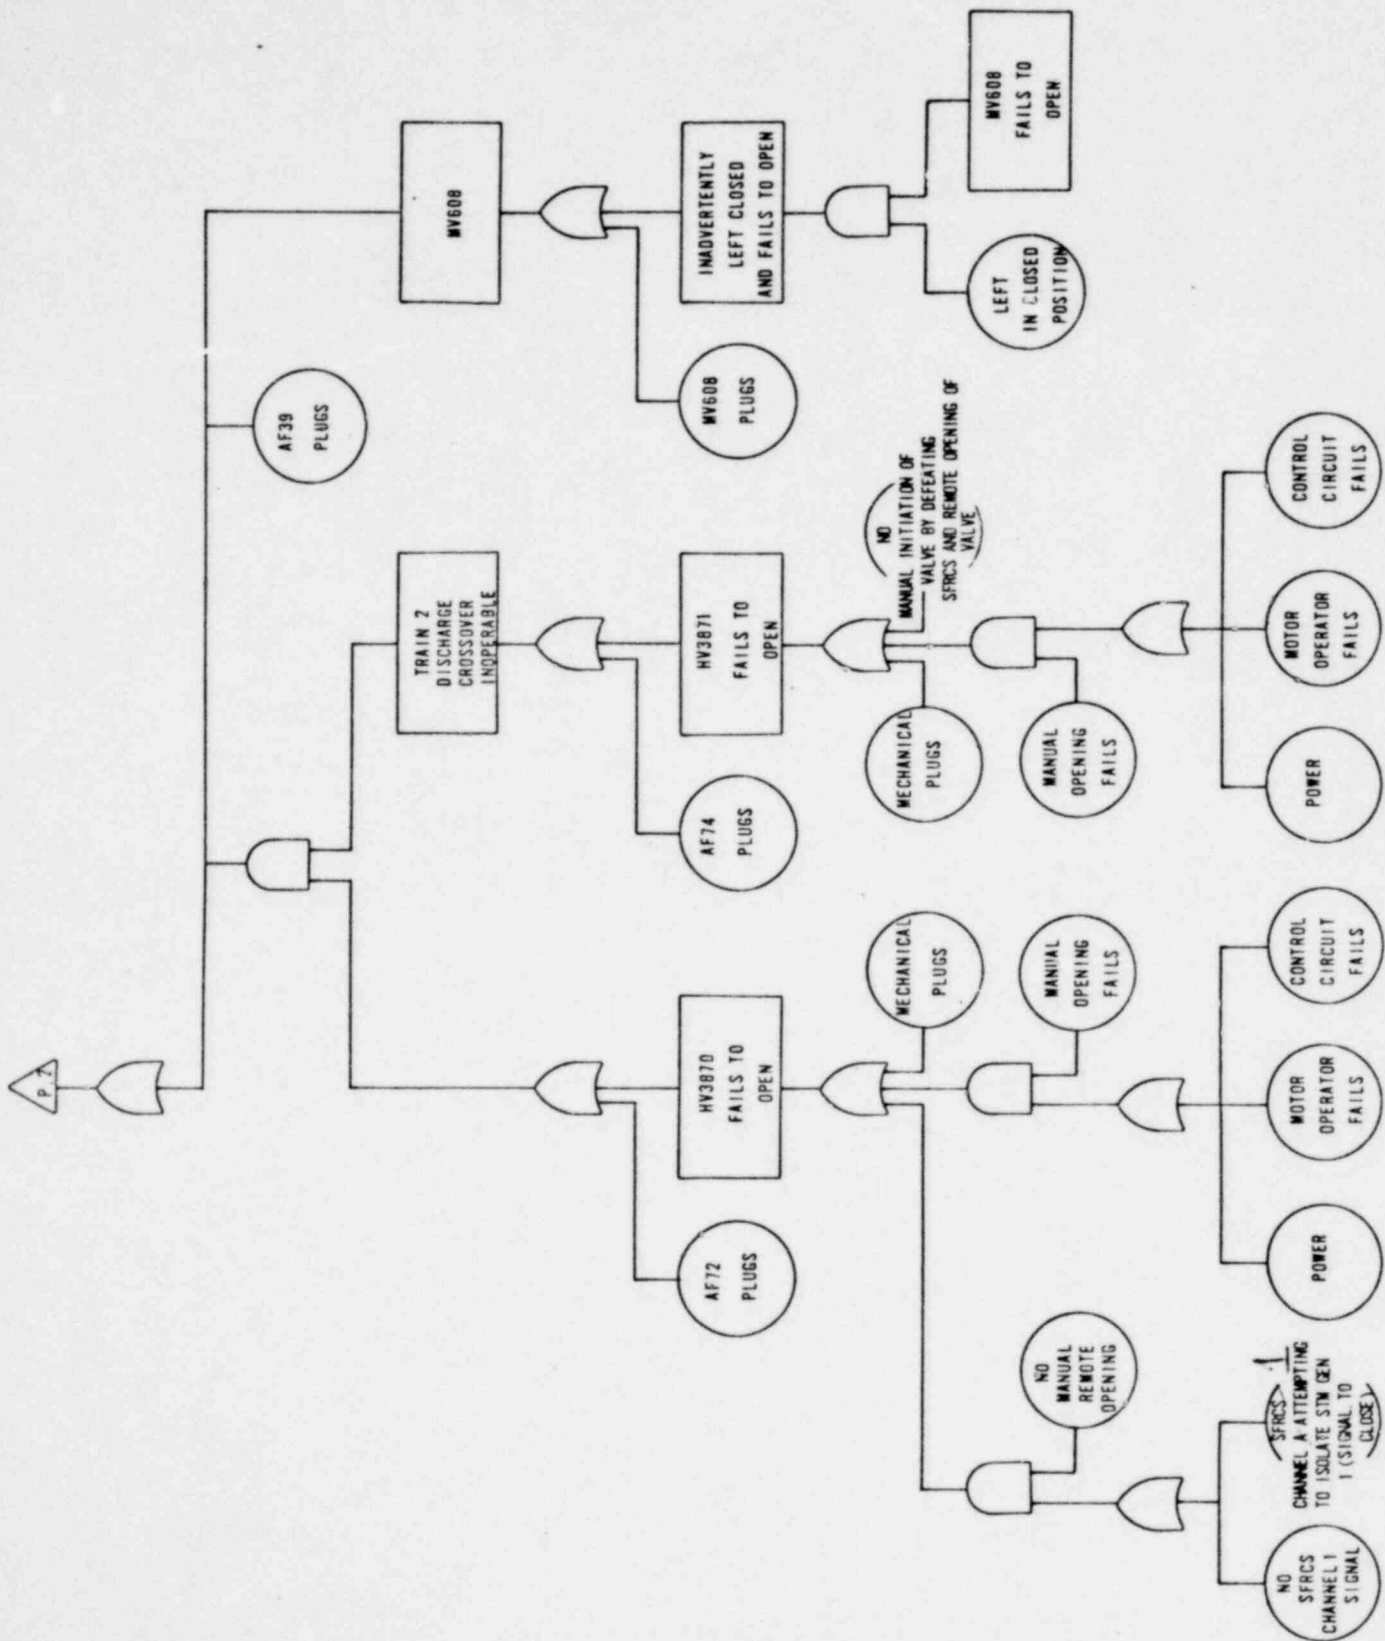 P.7
AF39
PLUGS
MV608
TRAIN 2
DISCHARGE
CROSSOVER
INOPERABLE
MV608
PLUGS
INADVERTENTLY
LEFT CLOSED
AND FAILS TO OPEN
AF72
PLUGS
HV3870
FAILS TO
OPEN
AF74
PLUGS
HV3871
FAILS TO
OPEN
NO
MANUAL INITIATION OF
VALVE BY DEFEATING
SFRCS AND REMOTE OPENING OF
VALVE
MECHANICAL
PLUGS
MECHANICAL
PLUGS
LEFT
IN CLOSED
POSITION
MV608
FAILS TO
OPEN
NO
MANUAL
REMOTE
OPENING
MANUAL
OPENING
FAILS
MANUAL
OPENING
FAILS
NO
SFRCS
CHANNEL 1
SIGNAL
SFRCS 1
CHANNEL A ATTEMPTING
TO ISOLATE STM GEN
1 (SIGNAL TO
CLOSE)
POWER
MOTOR
OPERATOR
FAILS
CONTROL
CIRCUIT
FAILS
POWER
MOTOR
OPERATOR
FAILS
CONTROL
CIRCUIT
FAILS